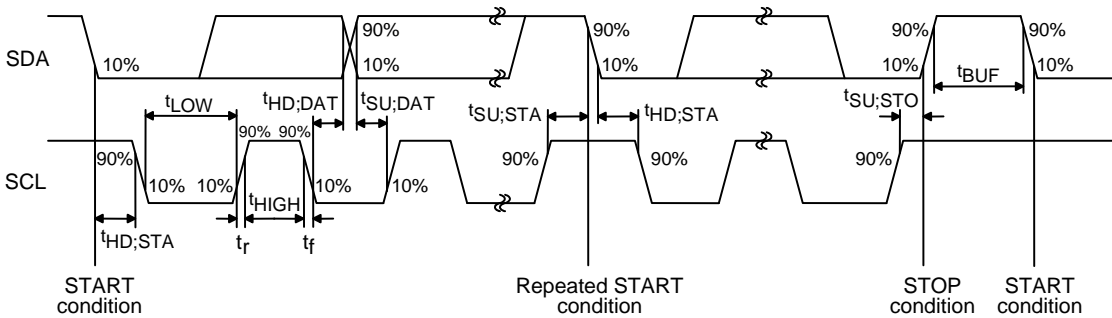 90%
90%
90%
90%
SDA
10%
10%
10%
10%
10%
tBUF
tLOW
tHD;DAT
tSU;DAT
tSU;STA
tHD;STA
tSU;STO
90%
90%
90%
90%
90%
90%
SCL
10%
10%
10%
10%
tHIGH
tHD;STA
tr
tf
START
condition
Repeated START
condition
STOP
condition
START
condition